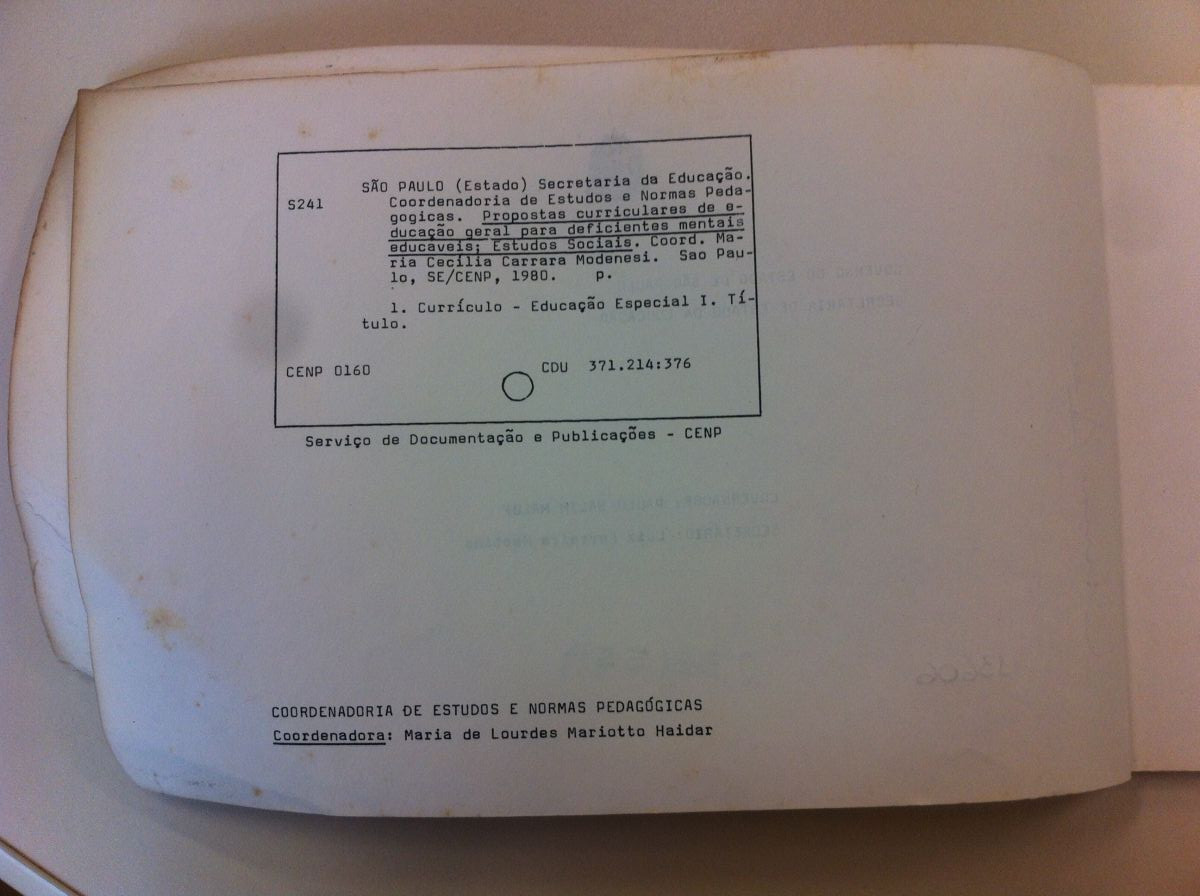 SÃO PAULO (Estado) Secretaria da Educação.
S241
Coordenadoria de Estudos e Normas Peda-
gogicas. Propostas curriculares de e-
ducação geral para deficientes mentais
educaveis; Estudos Sociais. Coord. Ma-
ria Cecília Carrara Modenesi. Sao Pau-
lo, SE/CENP, 1980. p.
1. Currículo - Educação Especial I. Tí-
tulo.
CENP 0160 CDU 371.214:376
Serviço de Documentação e Publicações - CENP
COORDENADORIA DE ESTUDOS E NORMAS PEDAGÓGICAS
Coordenadora: Maria de Lourdes Mariotto Haidar